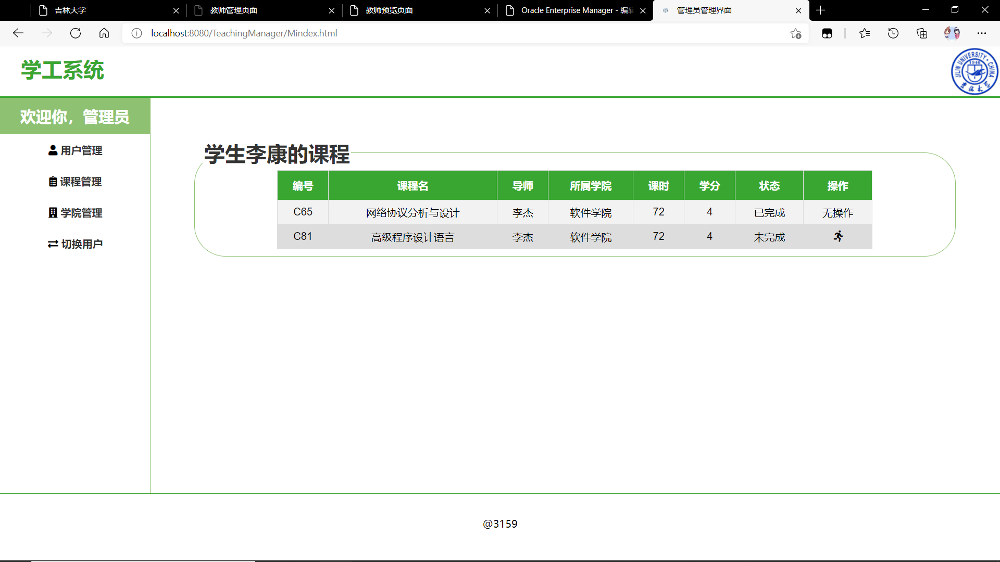 吉林大学
教师管理页面
教师预览页面
Oracle Enterprise Manager - 编辑
管理员管理界面
localhost:8080/TeachingManager/Mindex.html
学工系统
JILIN UNIVERSITY · CHINA
1946
吉林大学
欢迎你，管理员
用户管理
课程管理
学院管理
切换用户
学生李康的课程
编号 课程名 导师 所属学院 课时 学分 状态 操作
C65 网络协议分析与设计 李杰 软件学院 72 4 已完成 无操作
C81 高级程序设计语言 李杰 软件学院 72 4 未完成
@3159